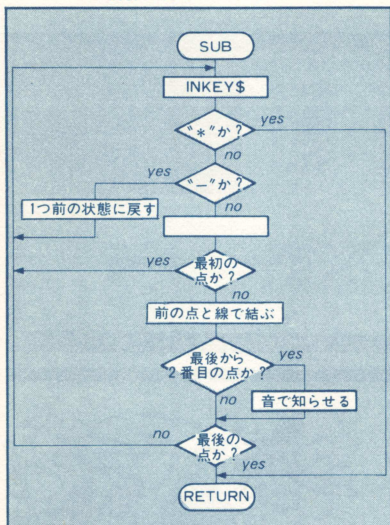 SUB
INKEY$
"*"か?
yes
no
"−"か?
yes
no
1つ前の状態に戻す
最初の
点か?
yes
no
前の点と線で結ぶ
最後から
2番目の点か?
yes
no
音で知らせる
最後の
点か?
no
yes
RETURN